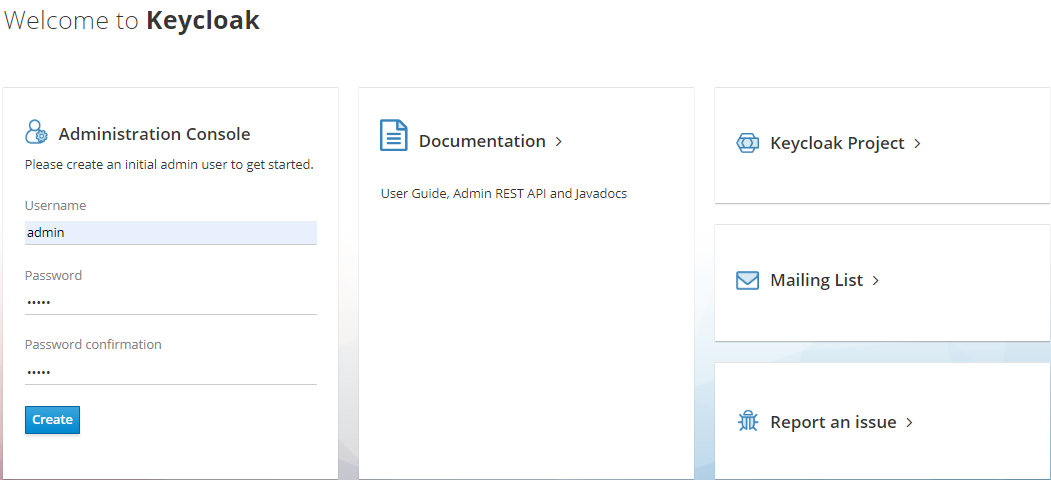 Welcome to Keycloak
Administration Console
Please create an initial admin user to get started.
Username
admin
Password
•••••
Password confirmation
•••••
Create
Documentation >
User Guide, Admin REST API and Javadocs
Keycloak Project >
Mailing List >
Report an issue >